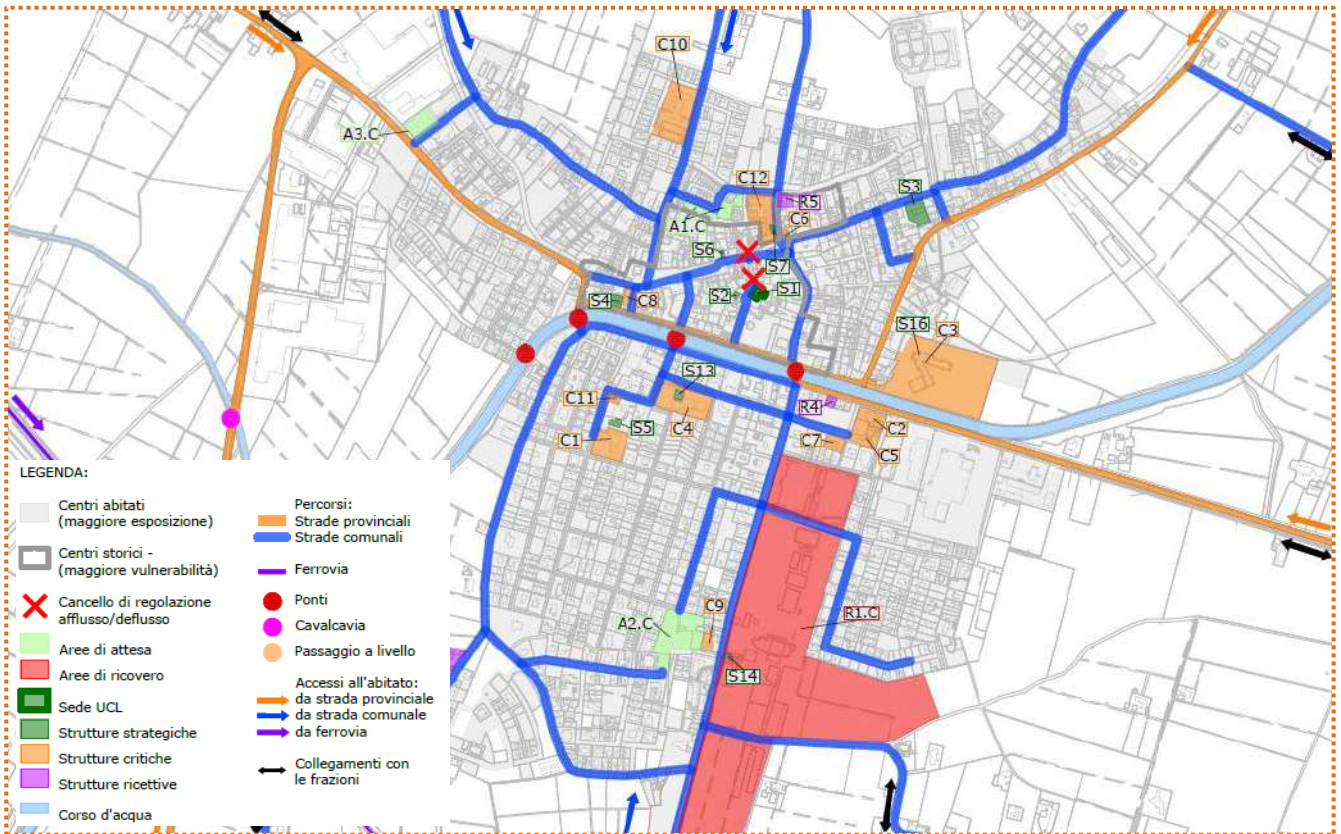 C10
A3.C
C12
S3
R5
A1.C
C6
S6
S7
S2
S1
S4
C8
S16
C3
S13
C11
R4
S5
C4
C2
C1
C7
C5
LEGENDA:
Centri abitati
(maggiore esposizione)
Centri storici -
(maggiore vulnerabilità)
Cancello di regolazione
afflusso/deflusso
Aree di attesa
Aree di ricovero
Sede UCL
Strutture strategiche
Strutture critiche
Strutture ricettive
Corso d'acqua
Percorsi:
Strade provinciali
Strade comunali
Ferrovia
Ponti
Cavalcavia
Passaggio a livello
Accessi all'abitato:
da strada provinciale
da strada comunale
da ferrovia
Collegamenti con
le frazioni
R1.C
A2.C
C9
S14